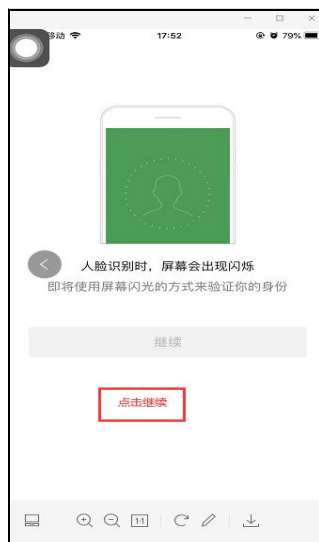 移动 17:52 79%
人脸识别时，屏幕会出现闪烁
即将使用屏幕闪光的方式来验证你的身份
继续
点击继续
1:1